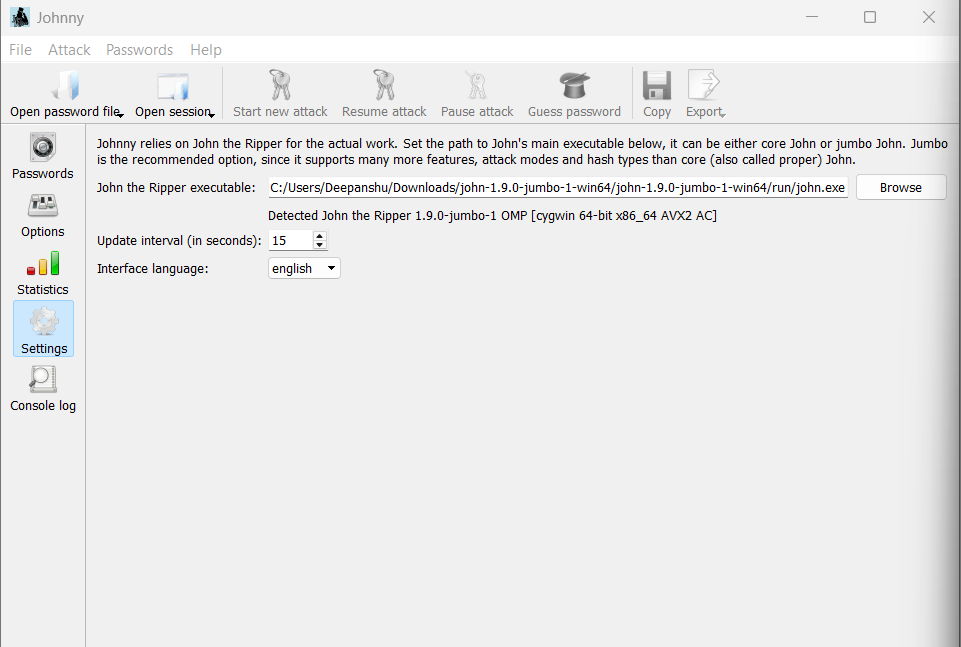 Johnny
File Attack Passwords Help
Open password file Open session Start new attack Resume attack Pause attack Guess password Copy Export
Passwords
Options
Statistics
Settings
Console log
Johnny relies on John the Ripper for the actual work. Set the path to John's main executable below, it can be either core John or jumbo John. Jumbo
is the recommended option, since it supports many more features, attack modes and hash types than core (also called proper) John.
John the Ripper executable: C:/Users/Deepanshu/Downloads/john-1.9.0-jumbo-1-win64/john-1.9.0-jumbo-1-win64/run/john.exe Browse
Detected John the Ripper 1.9.0-jumbo-1 OMP [cygwin 64-bit x86_64 AVX2 AC]
Update interval (in seconds): 15
Interface language: english